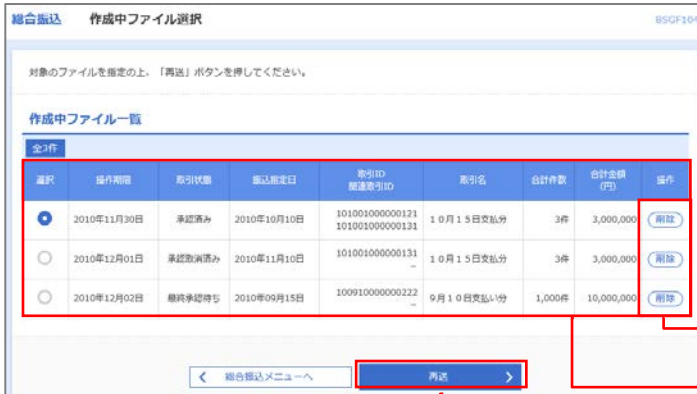 総合振込 作成中ファイル選択 BSGF104
対象のファイルを指定の上、「再送」ボタンを押してください。
作成中ファイル一覧
全3件
選択 操作期限 取引状態 振込指定日 取引ID 関連取引ID 取引名 合計件数 合計金額(円) 操作
2010年11月30日 承認済み 2010年10月10日 101001000000121 101001000000131 10月15日支払分 3件 3,000,000 削除
2010年12月01日 承認取消済み 2010年11月10日 101001000000131 – 10月15日支払分 3件 3,000,000 削除
2010年12月02日 最終承認待ち 2010年09月15日 100910000000222 – 9月10日支払い分 1,000件 10,000,000 削除
総合振込メニューへ 再送